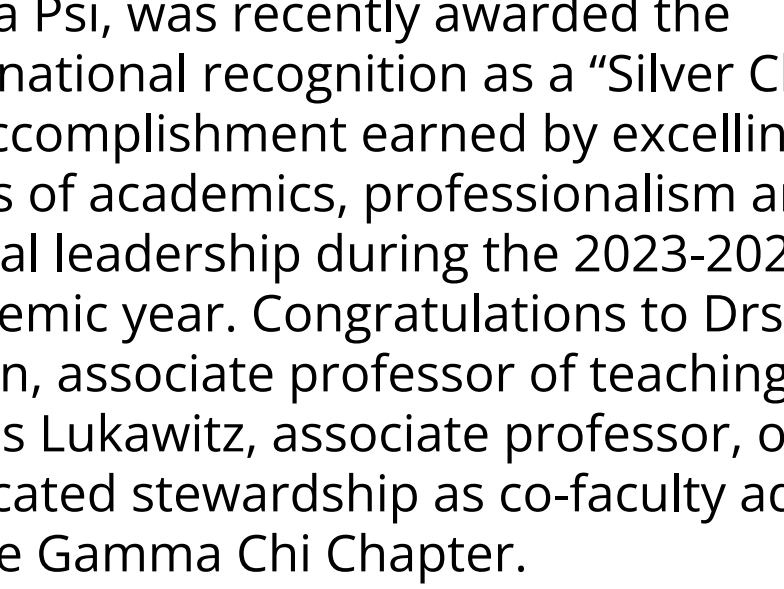 a Psi, was recently awarded the
national recognition as a “Silver C
ccomplishment earned by excellin
s of academics, professionalism a
al leadership during the 2023-202
emic year. Congratulations to Drs
n, associate professor of teaching
s Lukawitz, associate professor, o
cated stewardship as co-faculty a
e Gamma Chi Chapter.